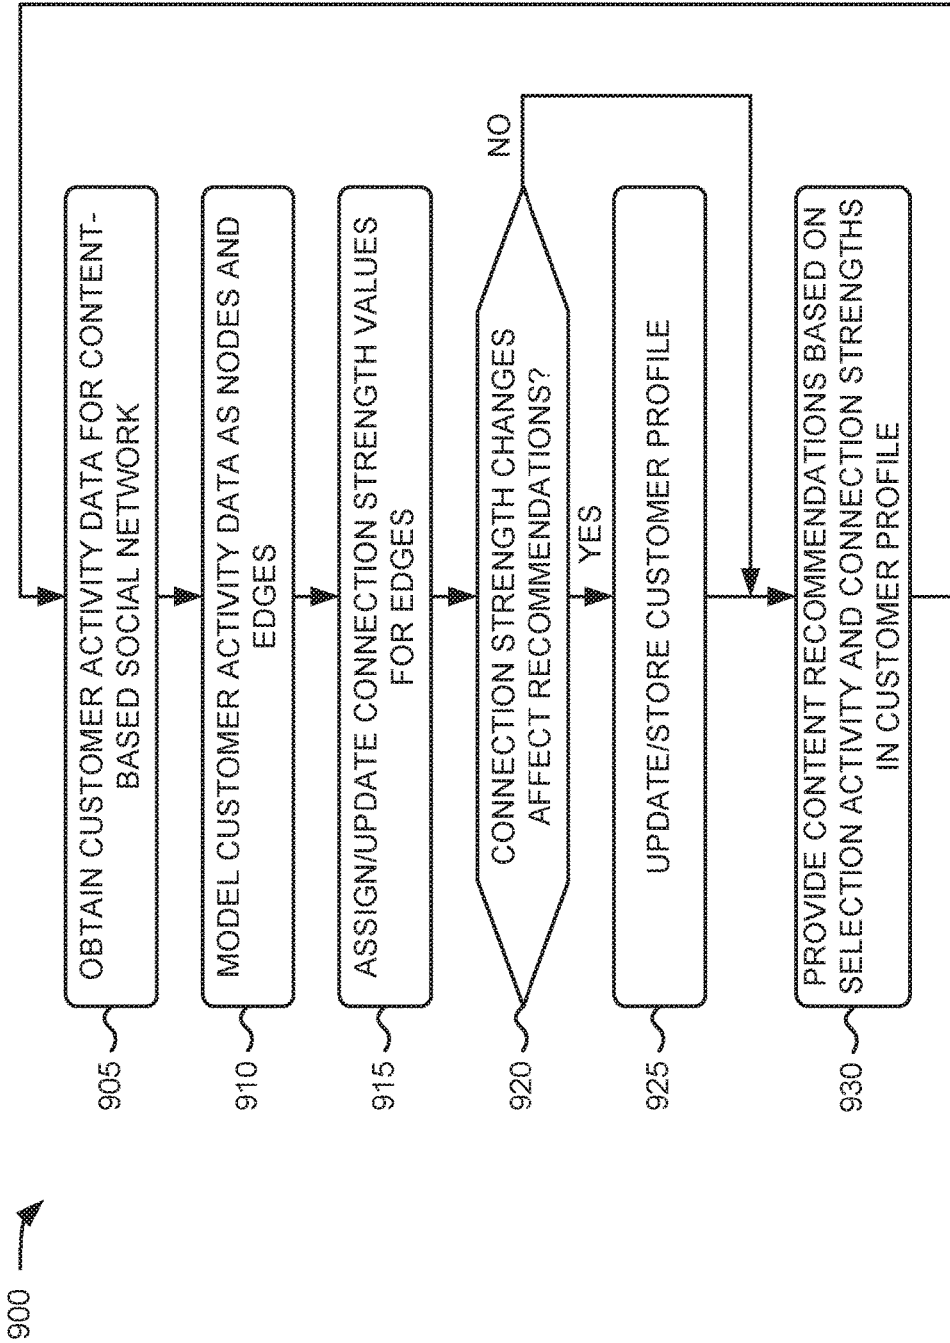 900
905
OBTAIN CUSTOMER ACTIVITY DATA FOR CONTENT-
BASED SOCIAL NETWORK
910
MODEL CUSTOMER ACTIVITY DATA AS NODES AND
EDGES
915
ASSIGN/UPDATE CONNECTION STRENGTH VALUES
FOR EDGES
920
CONNECTION STRENGTH CHANGES
AFFECT RECOMMENDATIONS?
NO
YES
925
UPDATE/STORE CUSTOMER PROFILE
930
PROVIDE CONTENT RECOMMENDATIONS BASED ON
SELECTION ACTIVITY AND CONNECTION STRENGTHS
IN CUSTOMER PROFILE